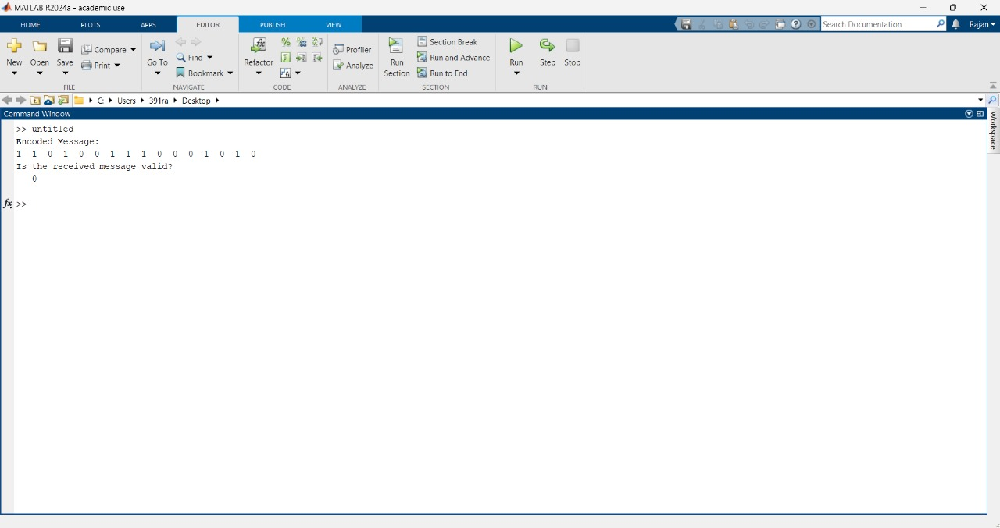 MATLAB R2024a - academic use
HOME PLOTS APPS EDITOR PUBLISH VIEW
Search Documentation
Rajan
New Open Save Compare Print
FILE
Go To Find Bookmark
NAVIGATE
Refactor
CODE
Profiler Analyze
ANALYZE
Run Section Section Break Run and Advance Run to End
SECTION
Run Step Stop
RUN
C: Users 391ra Desktop
Command Window
Workspace
>> untitled
Encoded Message:
1 1 0 1 0 0 1 1 1 0 0 0 1 0 1 0
Is the received message valid?
0
fx >>